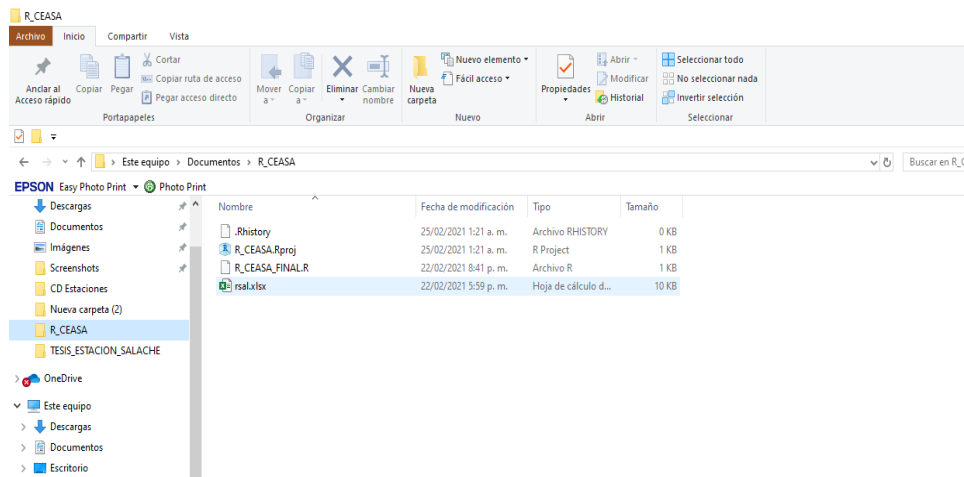 R_CEASA
Archivo Inicio Compartir Vista
Anclar al Acceso rápido
Copiar
Pegar
Cortar
Copiar ruta de acceso
Pegar acceso directo
Mover a
Copiar a
Eliminar
Cambiar nombre
Nueva carpeta
Nuevo elemento
Fácil acceso
Propiedades
Abrir
Modificar
Historial
Seleccionar todo
No seleccionar nada
Invertir selección
Portapapeles Organizar Nuevo Abrir Seleccionar
Este equipo > Documentos > R_CEASA
Buscar en R_C
EPSON Easy Photo Print Photo Print
Descargas
Documentos
Imágenes
Screenshots
CD Estaciones
Nueva carpeta (2)
R_CEASA
TESIS_ESTACION_SALACHE
OneDrive
Este equipo
Descargas
Documentos
Escritorio
Nombre Fecha de modificación Tipo Tamaño
.Rhistory 25/02/2021 1:21 a. m. Archivo RHISTORY 0 KB
R_CEASA.Rproj 25/02/2021 1:21 a. m. R Project 1 KB
R_CEASA_FINAL.R 22/02/2021 8:41 p. m. Archivo R 1 KB
rsal.xlsx 22/02/2021 5:59 p. m. Hoja de cálculo d... 10 KB